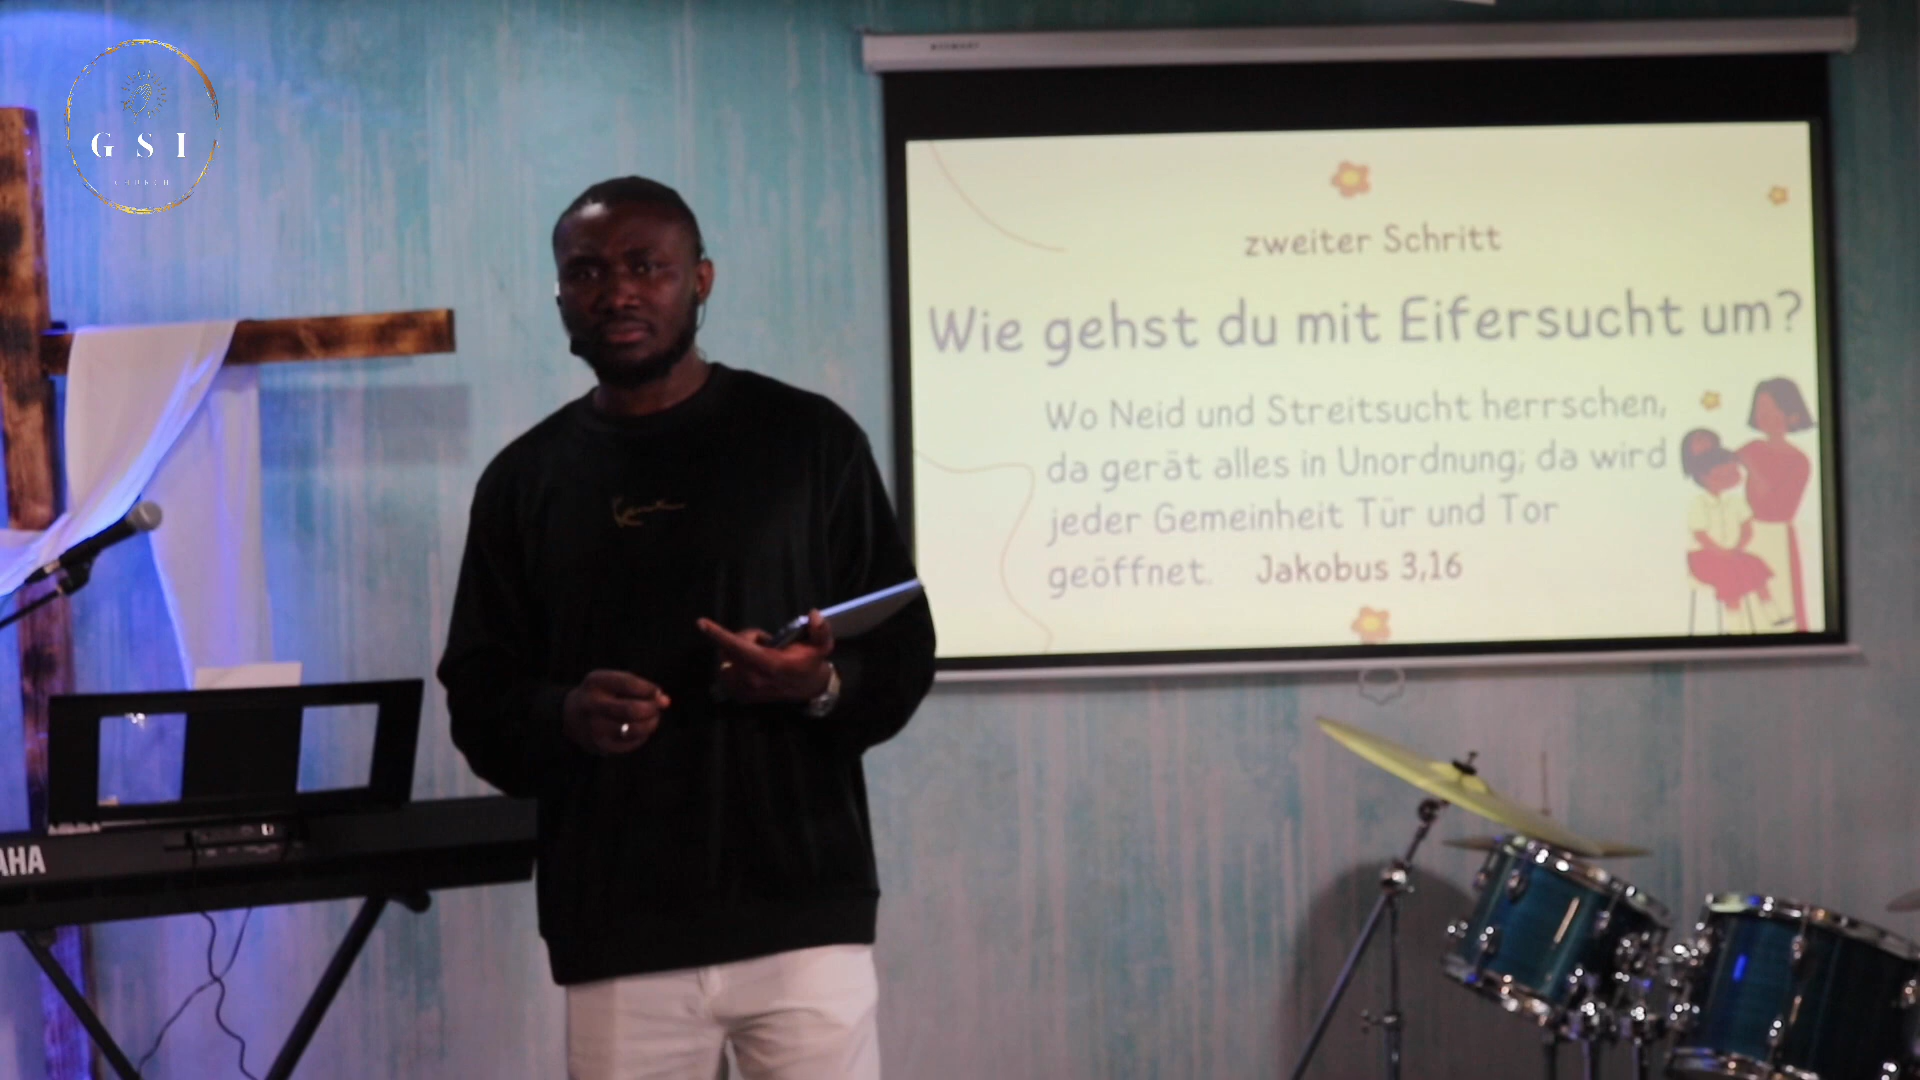 G S I
CHURCH
zweiter Schritt
Wie gehst du mit Eifersucht um?
Wo Neid und Streitsucht herrschen,
da gerät alles in Unordnung; da wird
jeder Gemeinheit Tür und Tor
geöffnet. Jakobus 3,16
AHA